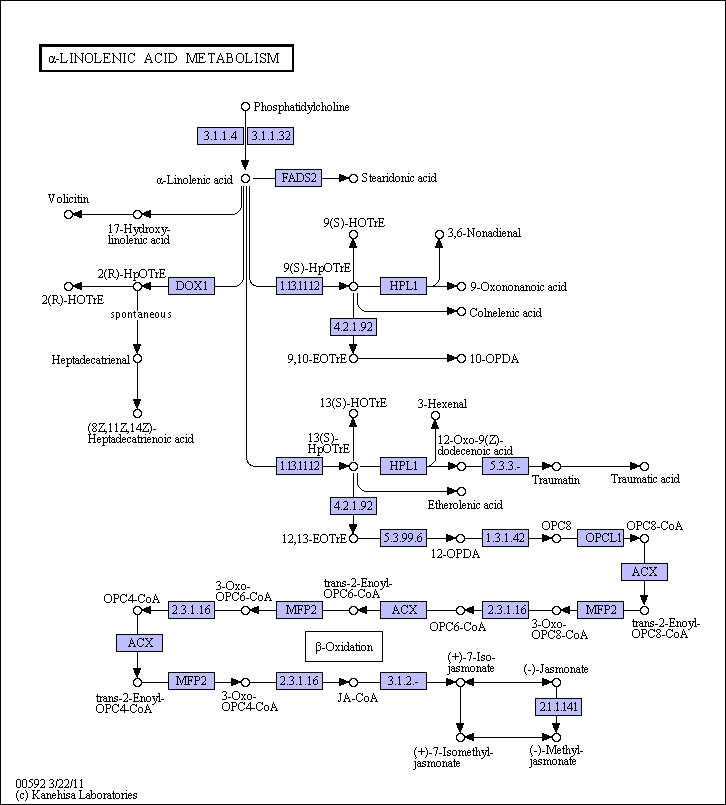 α-LINOLENIC ACID METABOLISM
Phosphatidylcholine
3.1.1.4
3.1.1.32
α-Linolenic acid
FADS2
Stearidonic acid
Volicitin
17-Hydroxy-
linolenic acid
9(S)-HOTrE
3,6-Nonadienal
2(R)-HpOTrE
DOX1
2(R)-HOTrE
spontaneous
9(S)-HpOTrE
1.13.11.12
HPL1
9-Oxononanoic acid
Colnelenic acid
4.2.1.92
9,10-EOTrE
10-OPDA
Heptadecatrienal
(8Z,11Z,14Z)-
Heptadecatrienoic acid
13(S)-HOTrE
3-Hexenal
13(S)-
HpOTrE
12-Oxo-9(Z)-
dodecenoic acid
1.13.11.12
HPL1
5.3.3.-
Traumatin
Traumatic acid
Etherolenic acid
4.2.1.92
12,13-EOTrE
5.3.99.6
12-OPDA
1.3.1.42
OPC8
OPCL1
OPC8-CoA
ACX
OPC4-CoA
2.3.1.16
3-Oxo-
OPC6-CoA
MFP2
trans-2-Enoyl-
OPC6-CoA
ACX
OPC6-CoA
2.3.1.16
3-Oxo-
OPC8-CoA
MFP2
trans-2-Enoyl-
OPC8-CoA
ACX
β-Oxidation
trans-2-Enoyl-
OPC4-CoA
MFP2
3-Oxo-
OPC4-CoA
2.3.1.16
JA-CoA
3.1.2.-
(+)-7-Iso-
jasmonate
(-)-Jasmonate
2.1.1.141
(+)-7-Isomethyl-
jasmonate
(-)-Methyl-
jasmonate
00592 3/22/11
(c) Kanehisa Laboratories